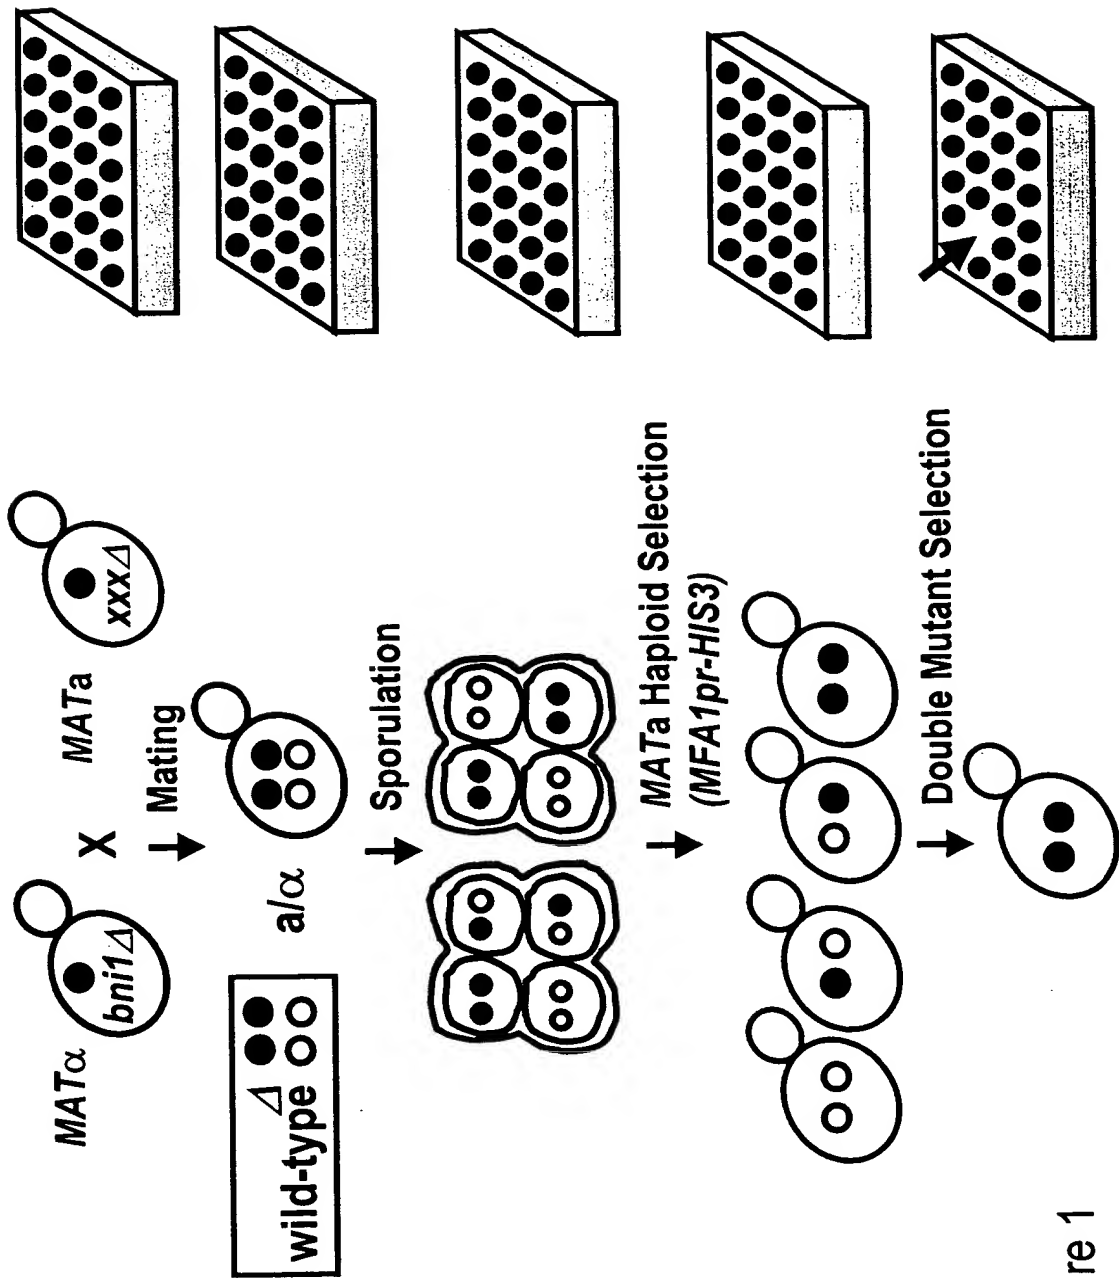 MATα
MATa
bni1Δ
X
xxxΔ
Mating
Δ
wild-type
a/α
Sporulation
MATa Haploid Selection
(MFA1pr-HIS3)
Double Mutant Selection
re 1